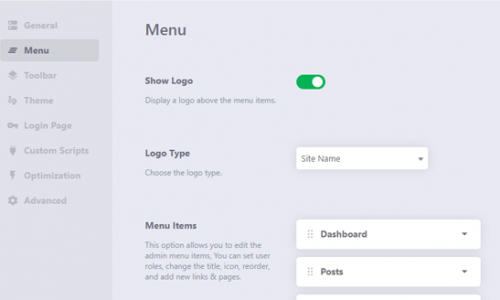 General
Menu
Toolbar
Theme
Login Page
Custom Scripts
Optimization
Advanced
Menu
Show Logo
Display a logo above the menu items.
Logo Type
Choose the logo type.
Site Name
Menu Items
This option allows you to edit the
admin menu items, You can set user
roles, change the title, icon, reorder,
and add new links & pages.
Dashboard
Posts